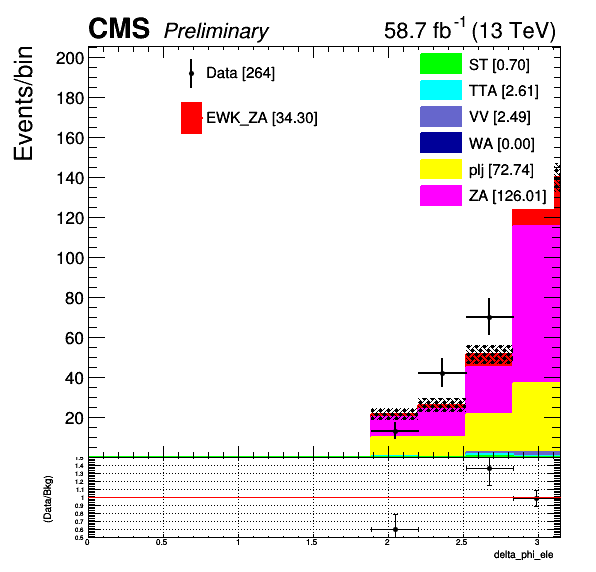 CMS Preliminary 58.7 fb⁻¹ (13 TeV)
Events/bin
200
180
160
140
120
100
80
60
40
20
Data [264]
EWK_ZA [34.30]
ST [0.70]
TTA [2.61]
VV [2.49]
WA [0.00]
plj [72.74]
ZA [126.01]
(Data/Bkg)
1.5
1.4
1.3
1.2
1.1
1
0.9
0.8
0.7
0.6
0.5
0 0.5 1 1.5 2 2.5 3
delta_phi_ele